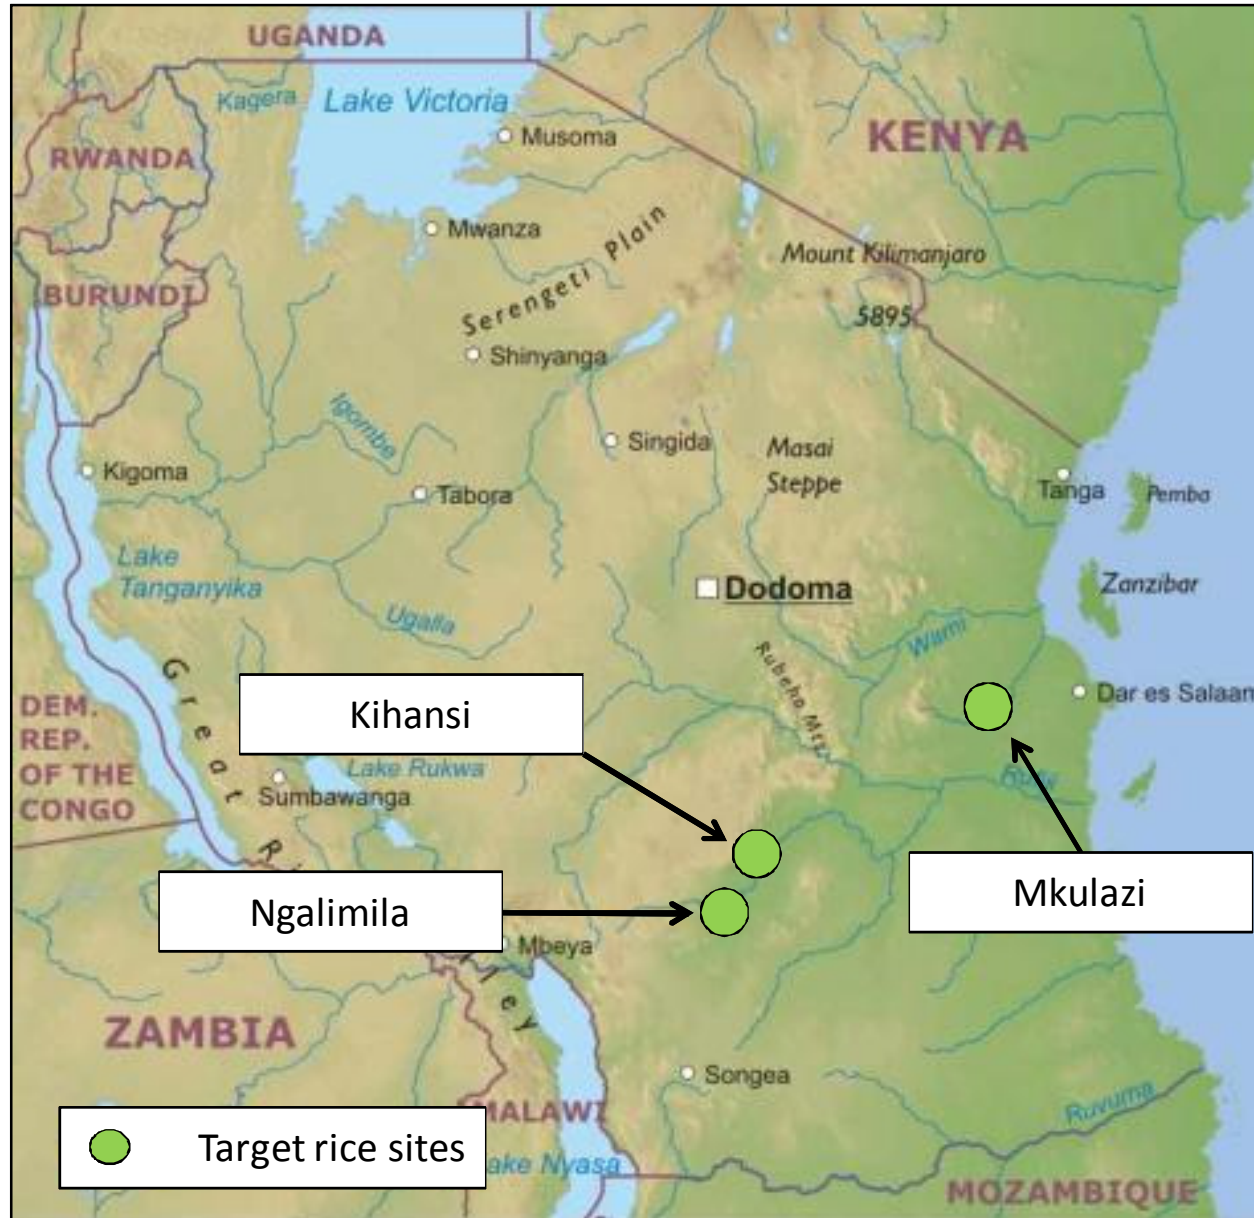 UGANDA
Kagera
Lake Victoria
Musoma
KENYA
RWANDA
Mwanza
Serengeti Plain
Mount Kilimanjaro
5895
BURUNDI
Shinyanga
Igombe
Singida
Masai
Steppe
Kigoma
Tabora
Tanga
Pemba
Lake
Tanganyika
Dodoma
Zanzibar
Ugalla
Wami
Rubeho Mts
Great
Dar es Salaan
DEM.
REP.
OF THE
CONGO
Kihansi
Lake Rukwa
Sumbawanga
Mkulazi
Ngalimila
Mbeya
ZAMBIA
Songea
Ruvuma
MALAWI
Target rice sites
ake Nyasa
MOZAMBIQUE